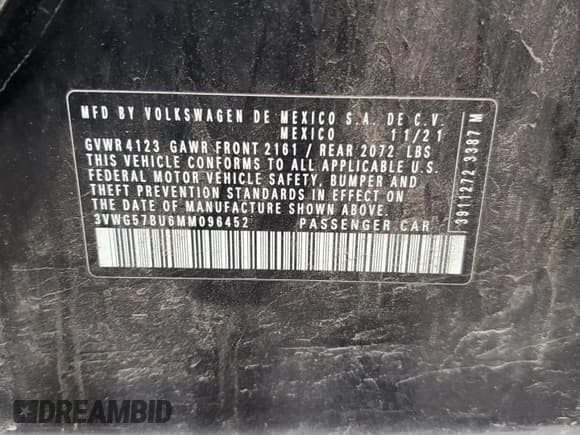 MFD BY VOLKSWAGEN DE MEXICO S.A. DE C.V.
MEXICO 11/21
GVWR 4123 GAWR FRONT 2161 / REAR 2072 LBS
THIS VEHICLE CONFORMS TO ALL APPLICABLE U.S.
FEDERAL MOTOR VEHICLE SAFETY, BUMPER AND
THEFT PREVENTION STANDARDS IN EFFECT ON
THE DATE OF MANUFACTURE SHOWN ABOVE.
3VWG57BU6MM096452 PASSENGER CAR
3911272 3387 M
DREAMBID